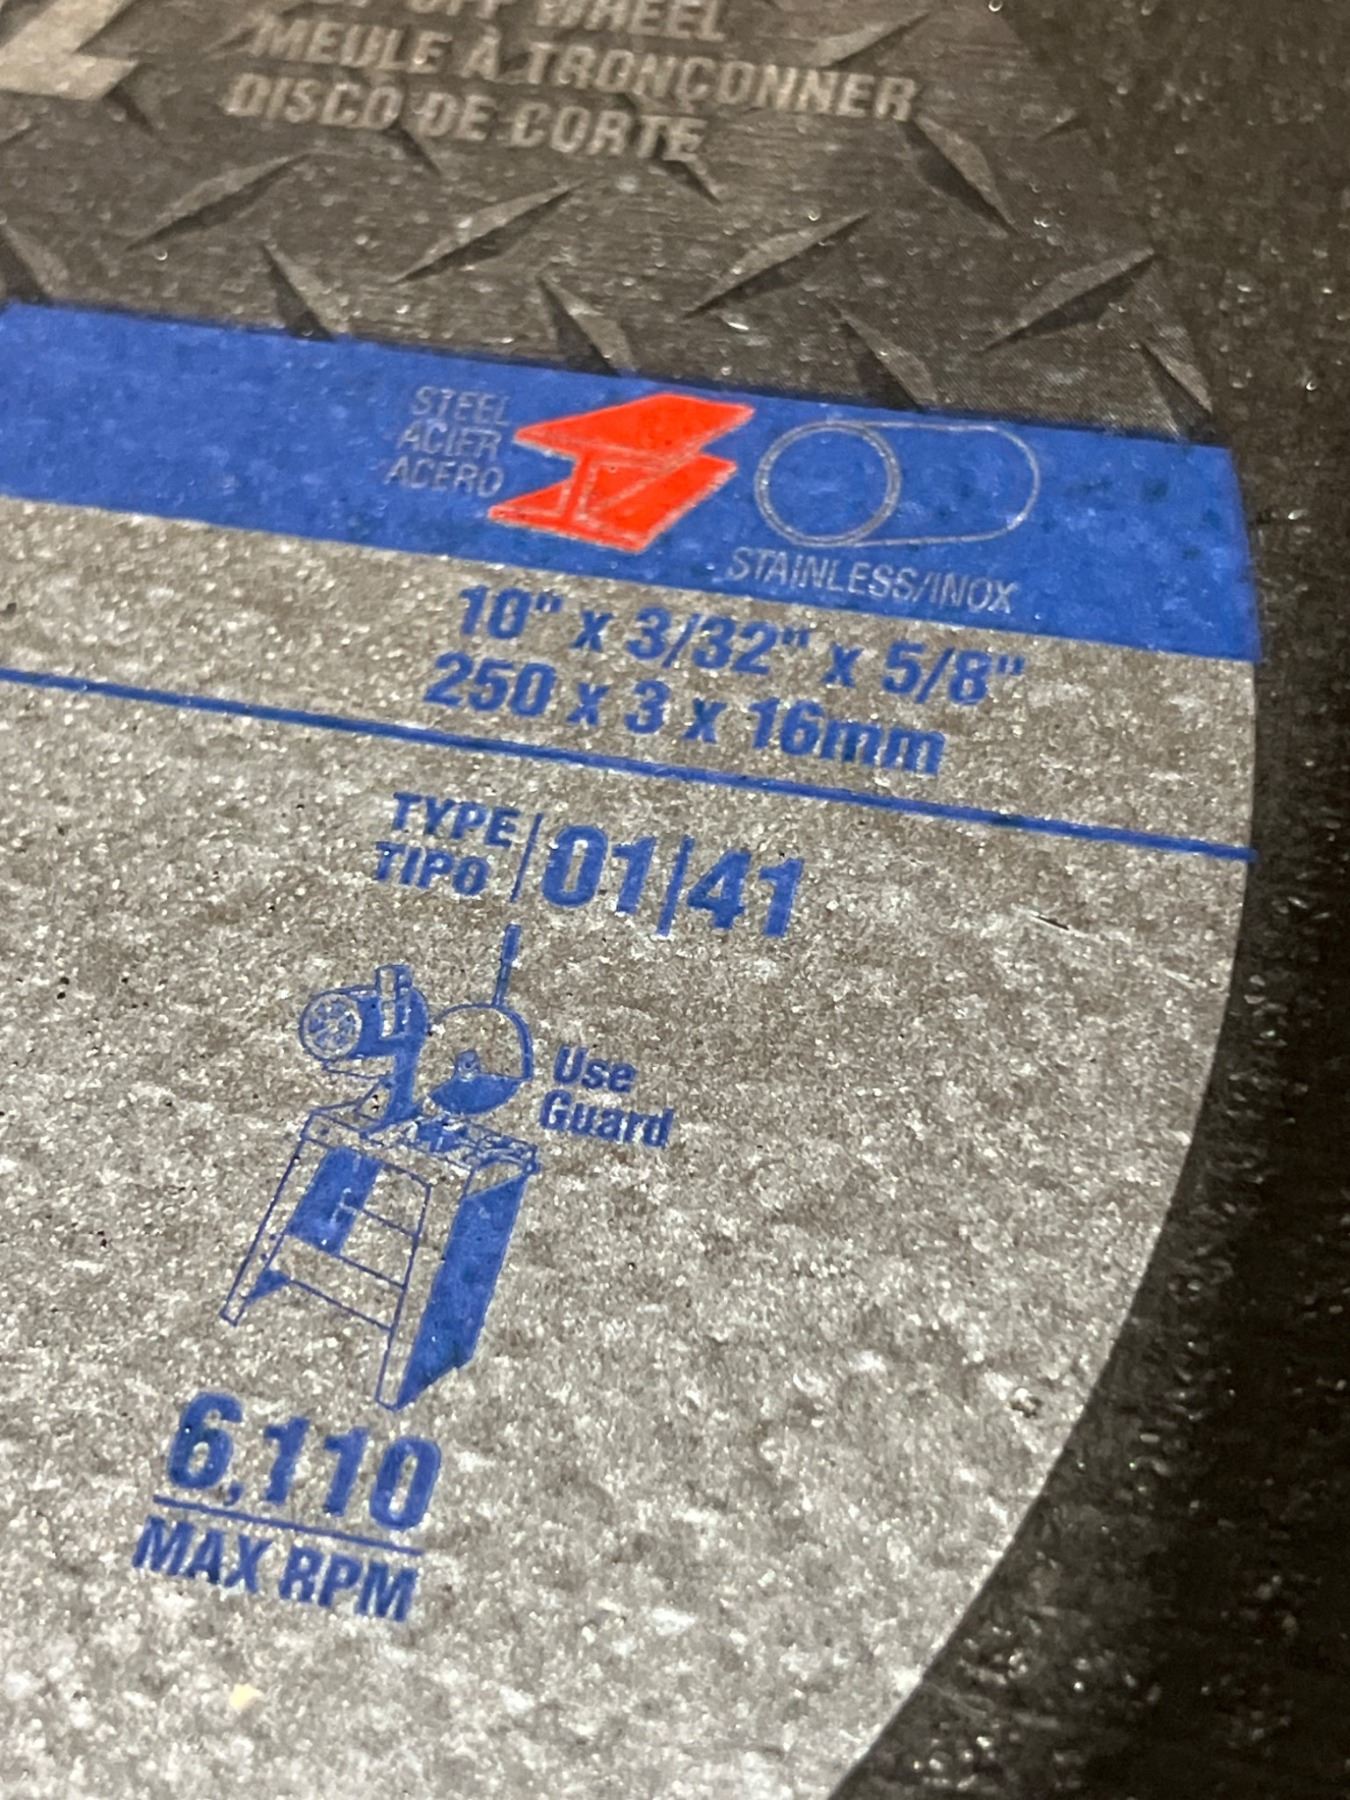 WHEEL
MEULE À TRONÇONNER
DISCO DE CORTE
STEEL
ACIER
ACERO
STAINLESS/INOX
10" x 3/32" x 5/8"
250 x 3 x 16mm
TYPE
TIPO
01|41
Use
Guard
6,110
MAX RPM